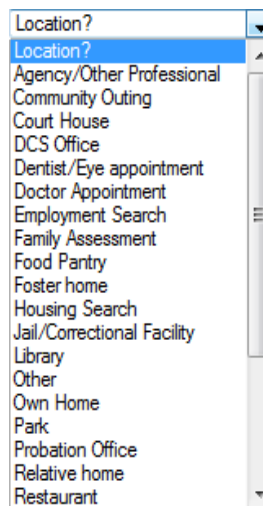 Location?
Location?
Agency/Other Professional
Community Outing
Court House
DCS Office
Dentist/Eye appointment
Doctor Appointment
Employment Search
Family Assessment
Food Pantry
Foster home
Housing Search
Jail/Correctional Facility
Library
Other
Own Home
Park
Probation Office
Relative home
Restaurant